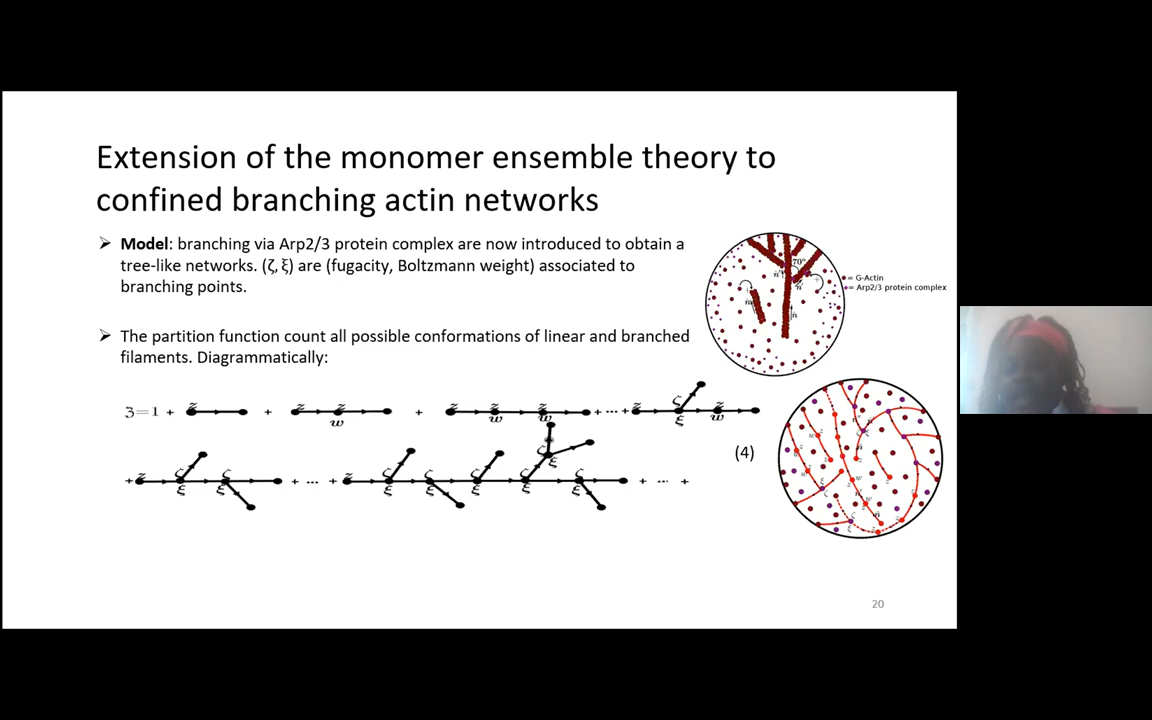 Extension of the monomer ensemble theory to
confined branching actin networks
➢ Model: branching via Arp2/3 protein complex are now introduced to obtain a
tree-like networks. (ζ, ξ) are (fugacity, Boltzmann weight) associated to
branching points.
➢ The partition function count all possible conformations of linear and branched
filaments. Diagrammatically:
70°
= G-Actin
= Arp2/3 protein complex
z z z z z z z ζ z
ℨ=1 + + + +···+
w w w ξ w
(4)
z ζ ζ z ζ ζ ζ ζ ζ ζ
+ + ··· + + ··· +
ξ ξ ξ ξ ξ ξ ξ ξ
20